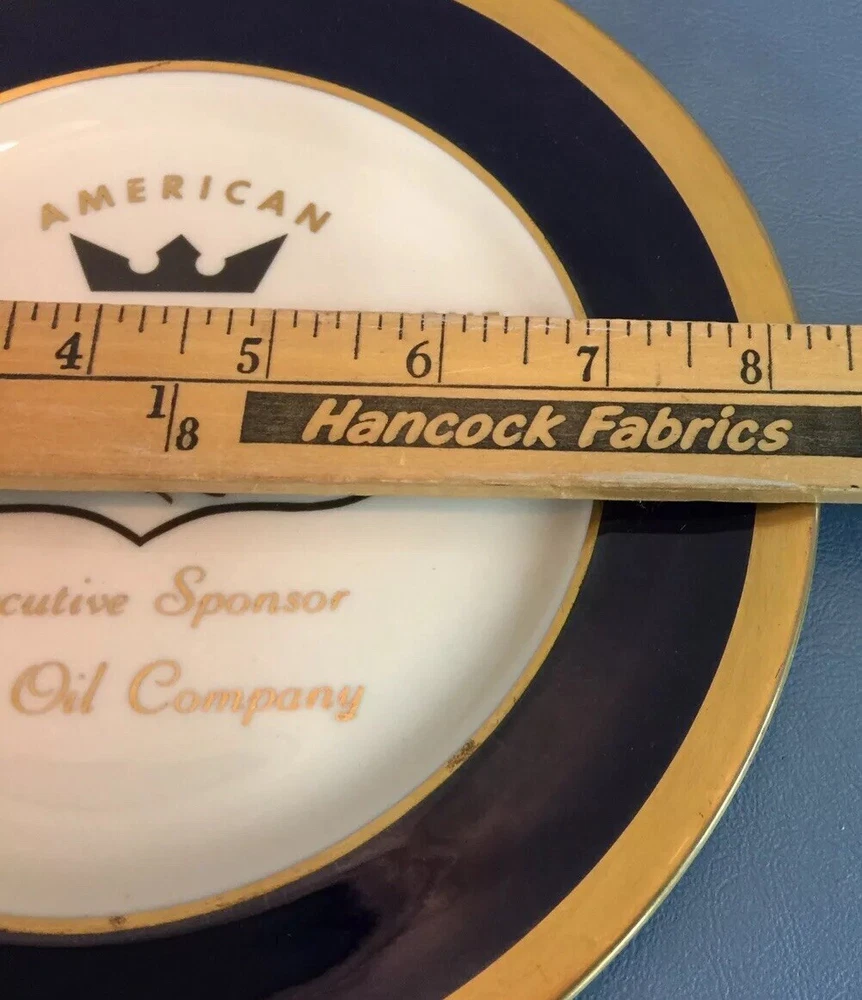 AMERICAN
4 5 6 7 8
1/8
Hancock Fabrics
cutive Sponsor
Oil Company